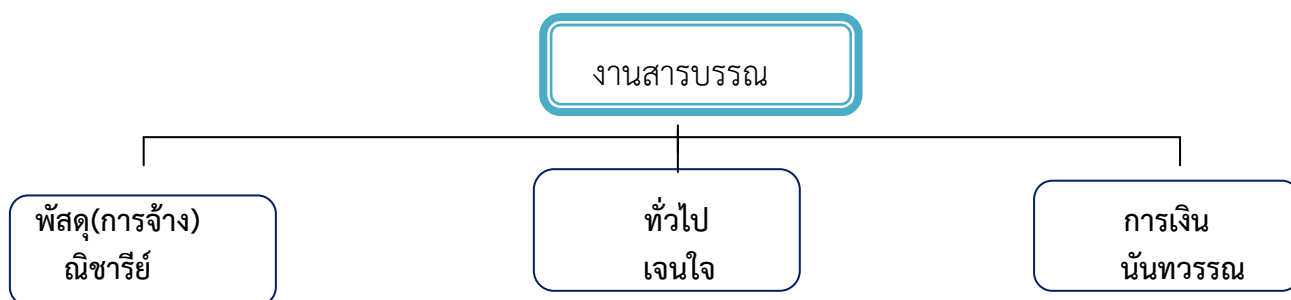 งานสารบรรณ
พัสดุ(การจ้าง)
ณิชารีย์
ทั่วไป
เจนใจ
การเงิน
นันทวรรณ